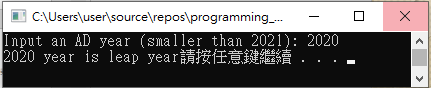 C:\Users\user\source\repos\programming_...
Input an AD year (smaller than 2021): 2020
2020 year is leap year請按任意鍵繼續 . . .